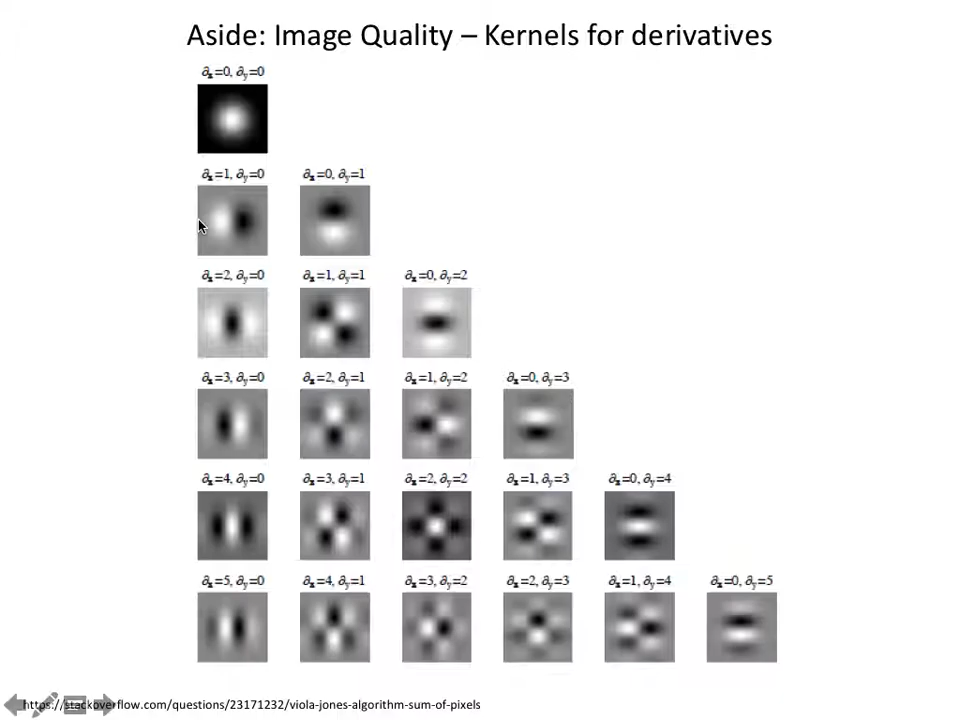 Aside: Image Quality – Kernels for derivatives
∂x=0, ∂y=0
∂x=1, ∂y=0 ∂x=0, ∂y=1
∂x=2, ∂y=0 ∂x=1, ∂y=1 ∂x=0, ∂y=2
∂x=3, ∂y=0 ∂x=2, ∂y=1 ∂x=1, ∂y=2 ∂x=0, ∂y=3
∂x=4, ∂y=0 ∂x=3, ∂y=1 ∂x=2, ∂y=2 ∂x=1, ∂y=3 ∂x=0, ∂y=4
∂x=5, ∂y=0 ∂x=4, ∂y=1 ∂x=3, ∂y=2 ∂x=2, ∂y=3 ∂x=1, ∂y=4 ∂x=0, ∂y=5
https://stackoverflow.com/questions/23171232/viola-jones-algorithm-sum-of-pixels